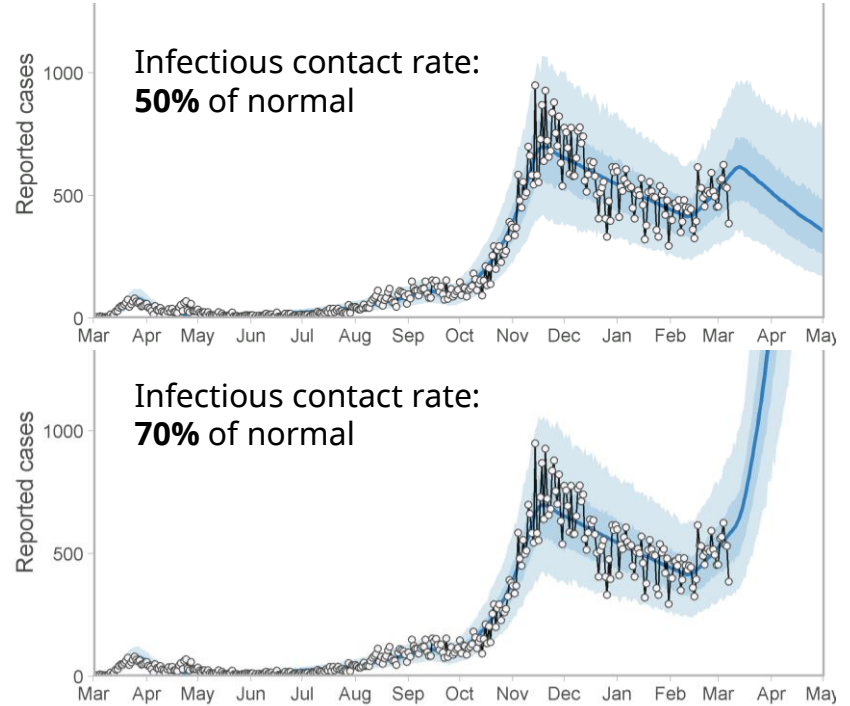 Infectious contact rate:
50% of normal
Reported cases
1000
500
0
Mar Apr May Jun Jul Aug Sep Oct Nov Dec Jan Feb Mar Apr May
Infectious contact rate:
70% of normal
Reported cases
1000
500
0
Mar Apr May Jun Jul Aug Sep Oct Nov Dec Jan Feb Mar Apr May